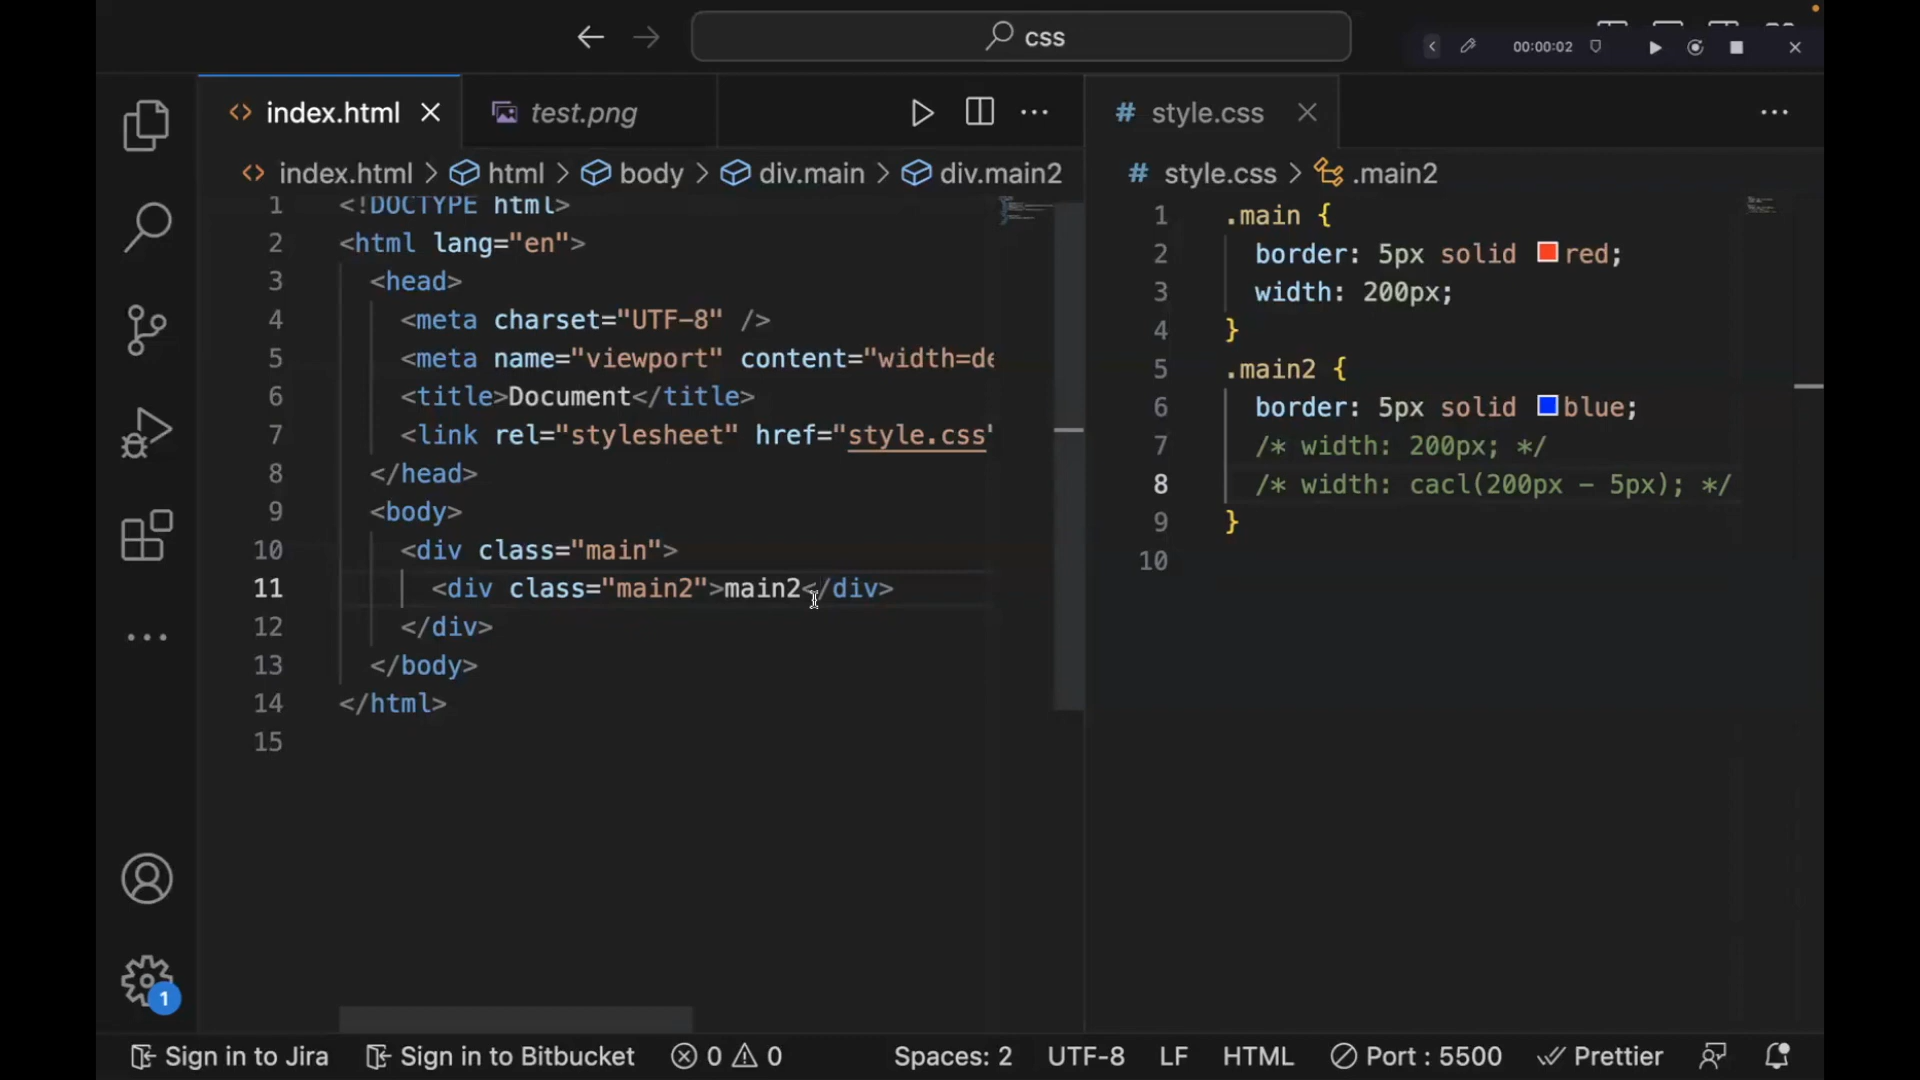 css
00:00:02
index.html
test.png
style.css
index.html > html > body > div.main > div.main2
style.css > .main2
1 <!DOCTYPE html>
2 <html lang="en">
3 <head>
4 <meta charset="UTF-8" />
5 <meta name="viewport" content="width=de
6 <title>Document</title>
7 <link rel="stylesheet" href="style.css"
8 </head>
9 <body>
10 <div class="main">
11 <div class="main2">main2</div>
12 </div>
13 </body>
14 </html>
15
1 .main {
2 border: 5px solid red;
3 width: 200px;
4 }
5 .main2 {
6 border: 5px solid blue;
7 /* width: 200px; */
8 /* width: cacl(200px - 5px); */
9 }
10
1
Sign in to Jira
Sign in to Bitbucket
0
0
Spaces: 2
UTF-8
LF
HTML
Port : 5500
Prettier